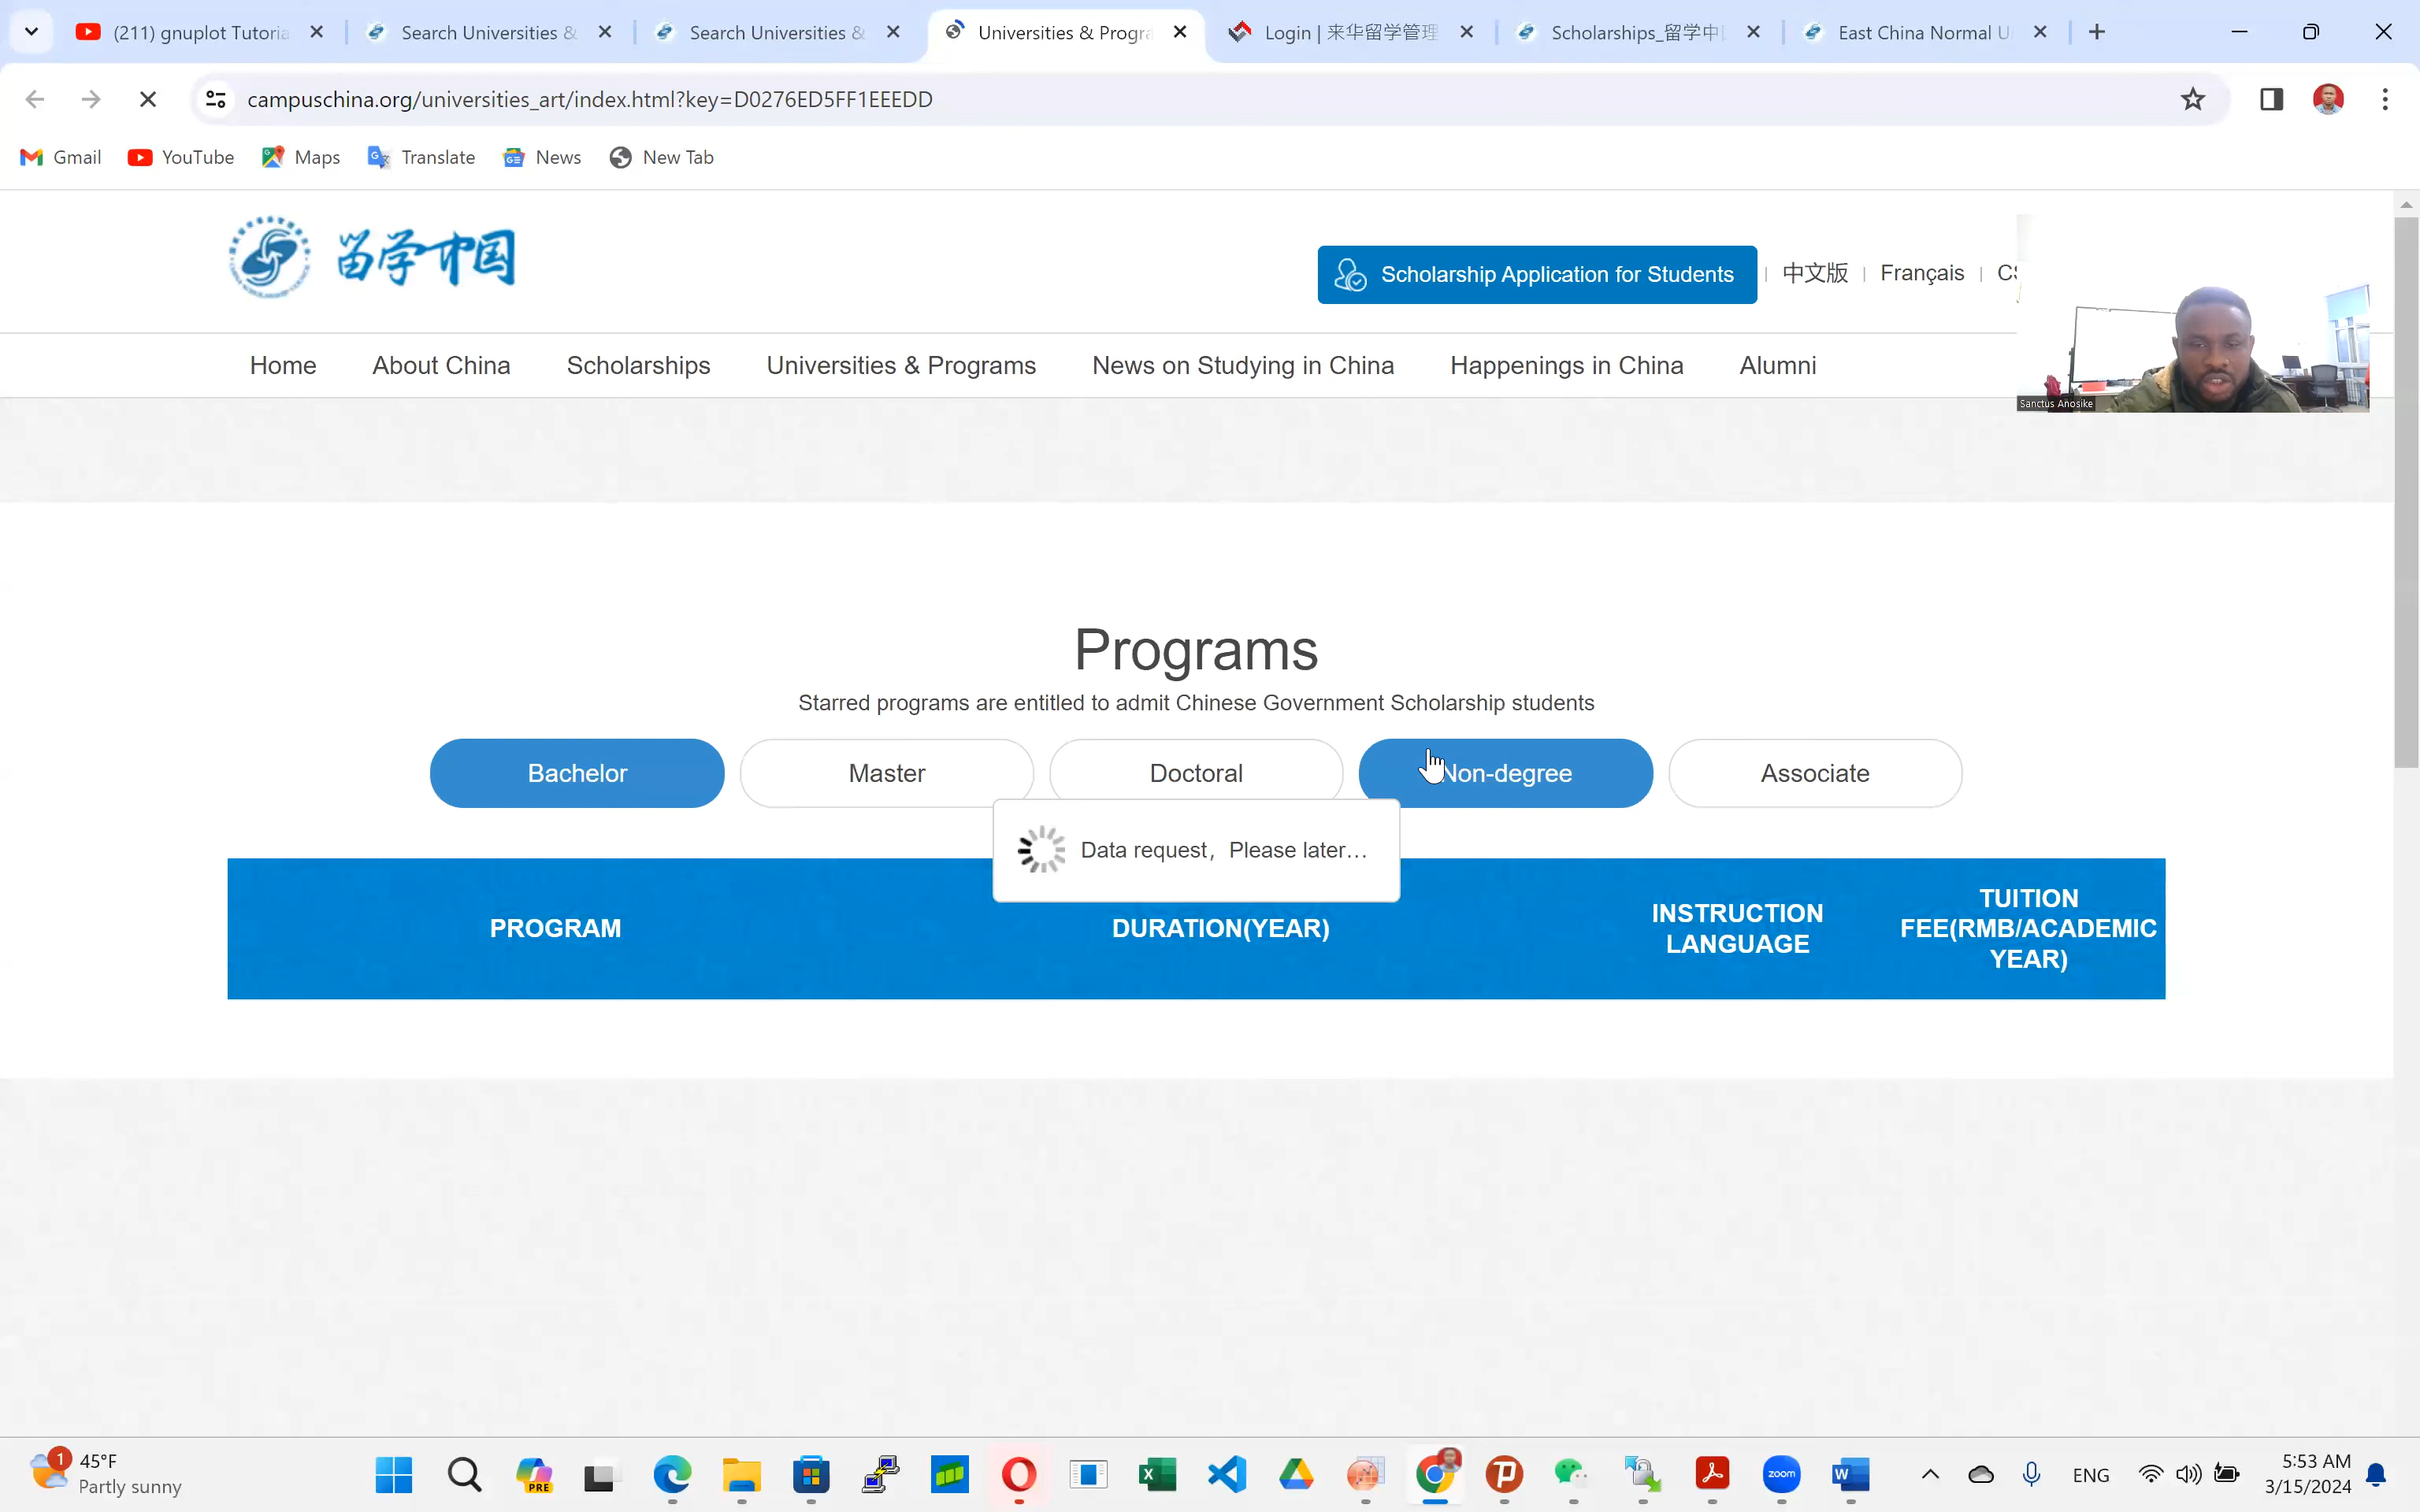 (211) gnuplot Tutoria
Search Universities &
Search Universities &
Universities & Progra
Login | 来华留学管理
Scholarships_留学中国
East China Normal U
campuschina.org/universities_art/index.html?key=D0276ED5FF1EEEDD
Gmail
YouTube
Maps
Translate
News
New Tab
留学中国
Scholarship Application for Students
中文版
Français
CS
Home
About China
Scholarships
Universities & Programs
News on Studying in China
Happenings in China
Alumni
Sanctus Anosike
Programs
Starred programs are entitled to admit Chinese Government Scholarship students
Bachelor
Master
Doctoral
Non-degree
Associate
Data request，Please later...
PROGRAM
DURATION(YEAR)
INSTRUCTION
LANGUAGE
TUITION
FEE(RMB/ACADEMIC
YEAR)
1
45°F
Partly sunny
PRE
zoom
ENG
5:53 AM
3/15/2024